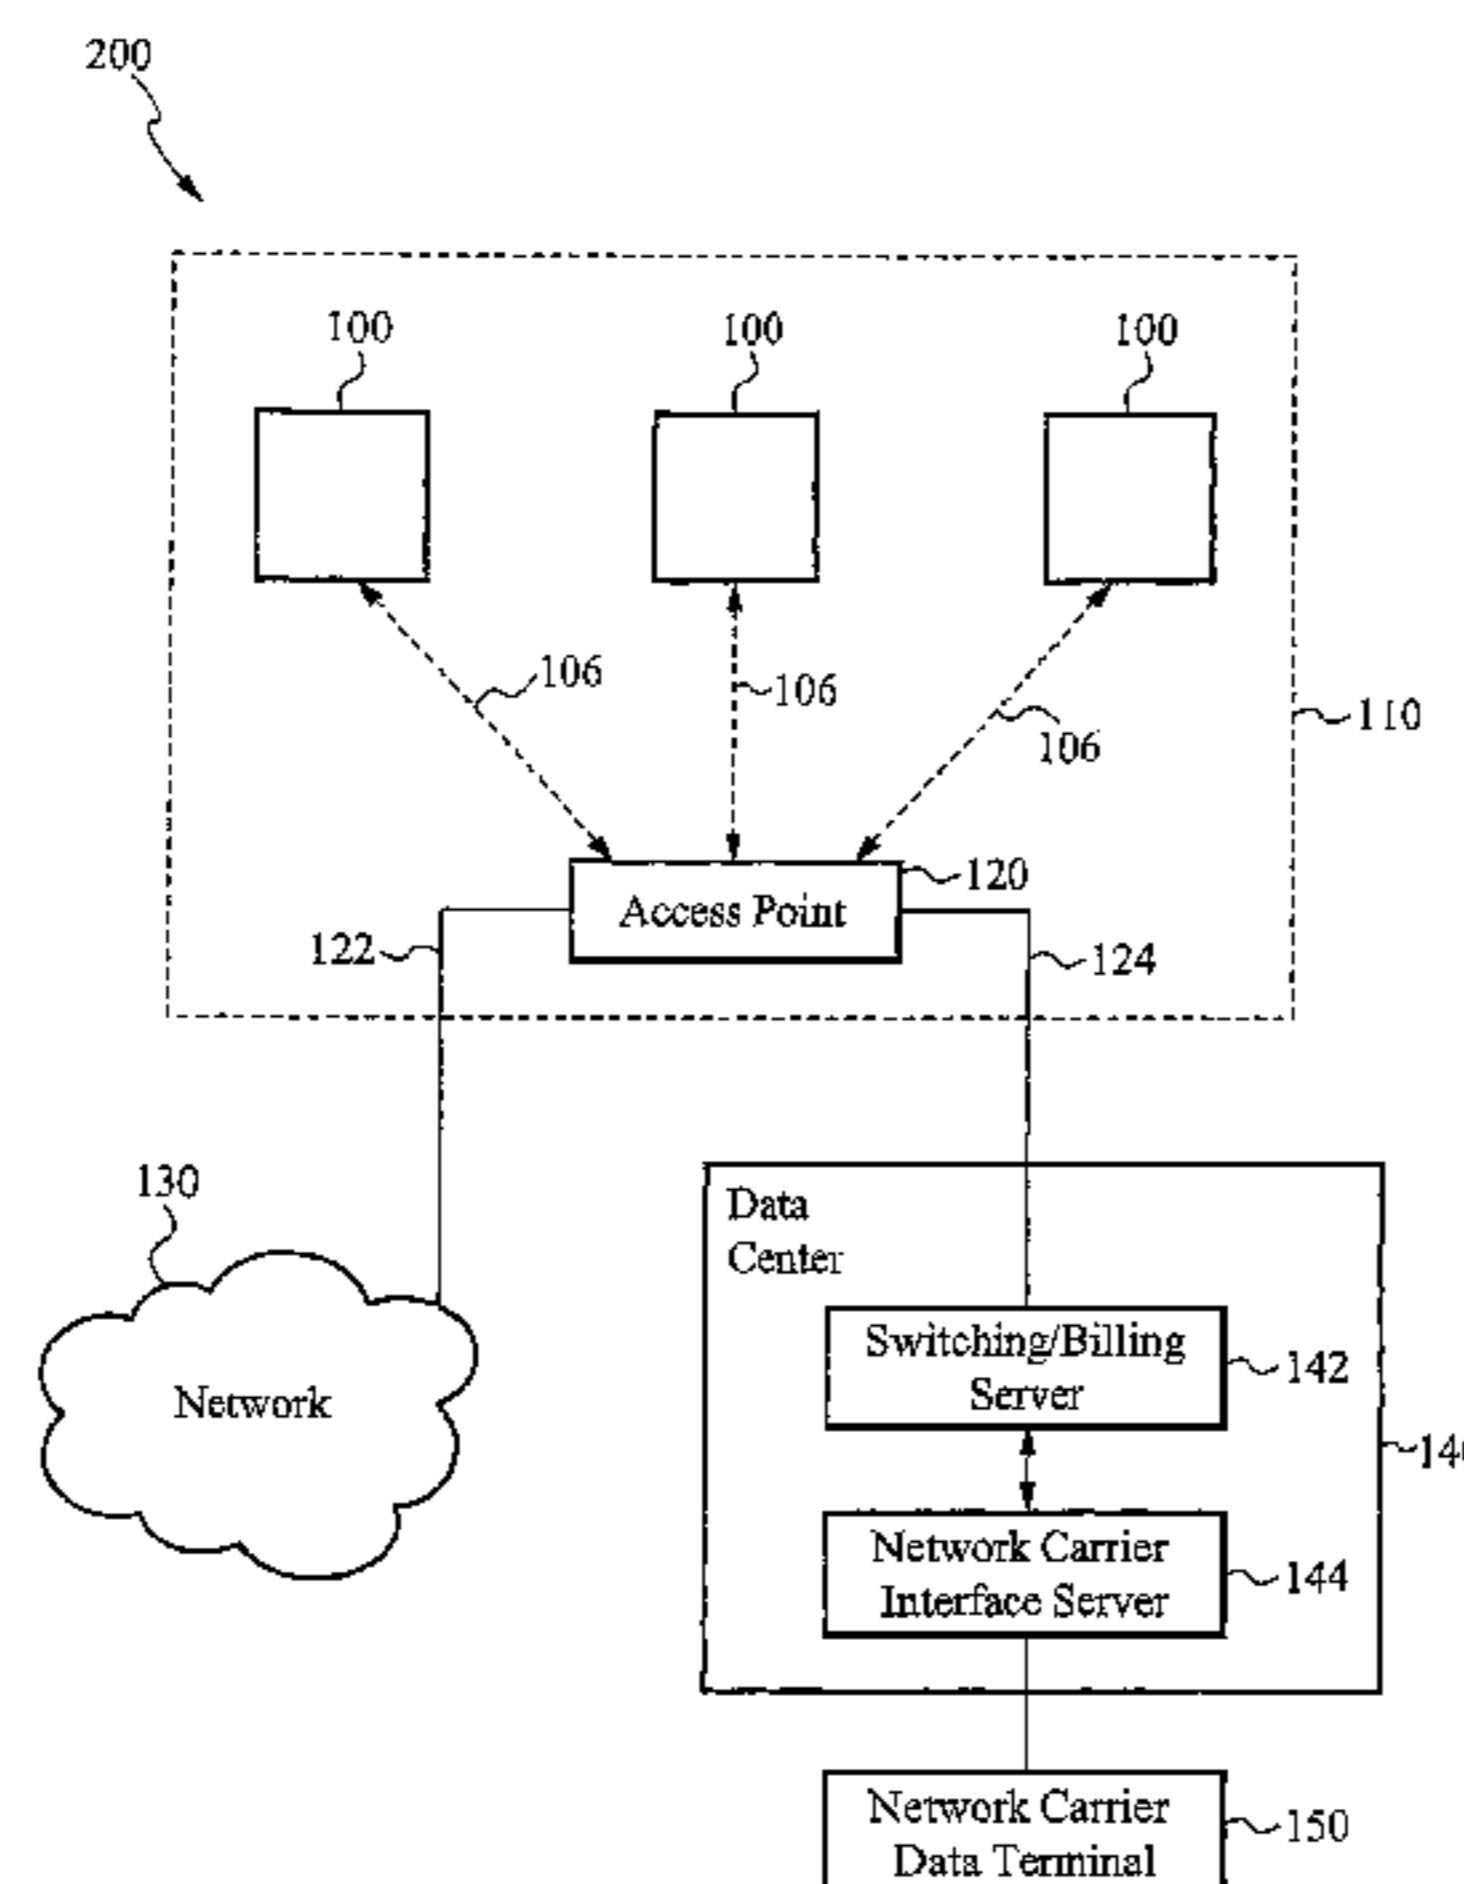 200
100
100
100
106
106
106
110
120
Access Point
122
124
130
Data
Center
Switching/Billing
Server
142
Network
Network Carrier
Interface Server
144
Network Carrier
Data Terminal
150